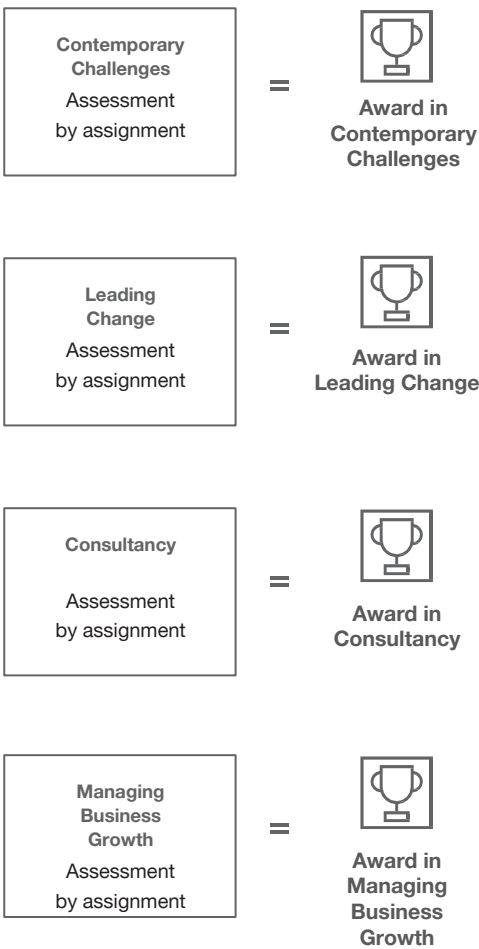 Contemporary
Challenges
Assessment
by assignment
=
Award in
Contemporary
Challenges
Leading
Change
Assessment
by assignment
=
Award in
Leading Change
Consultancy
Assessment
by assignment
=
Award in
Consultancy
Managing
Business
Growth
Assessment
by assignment
=
Award in
Managing
Business
Growth